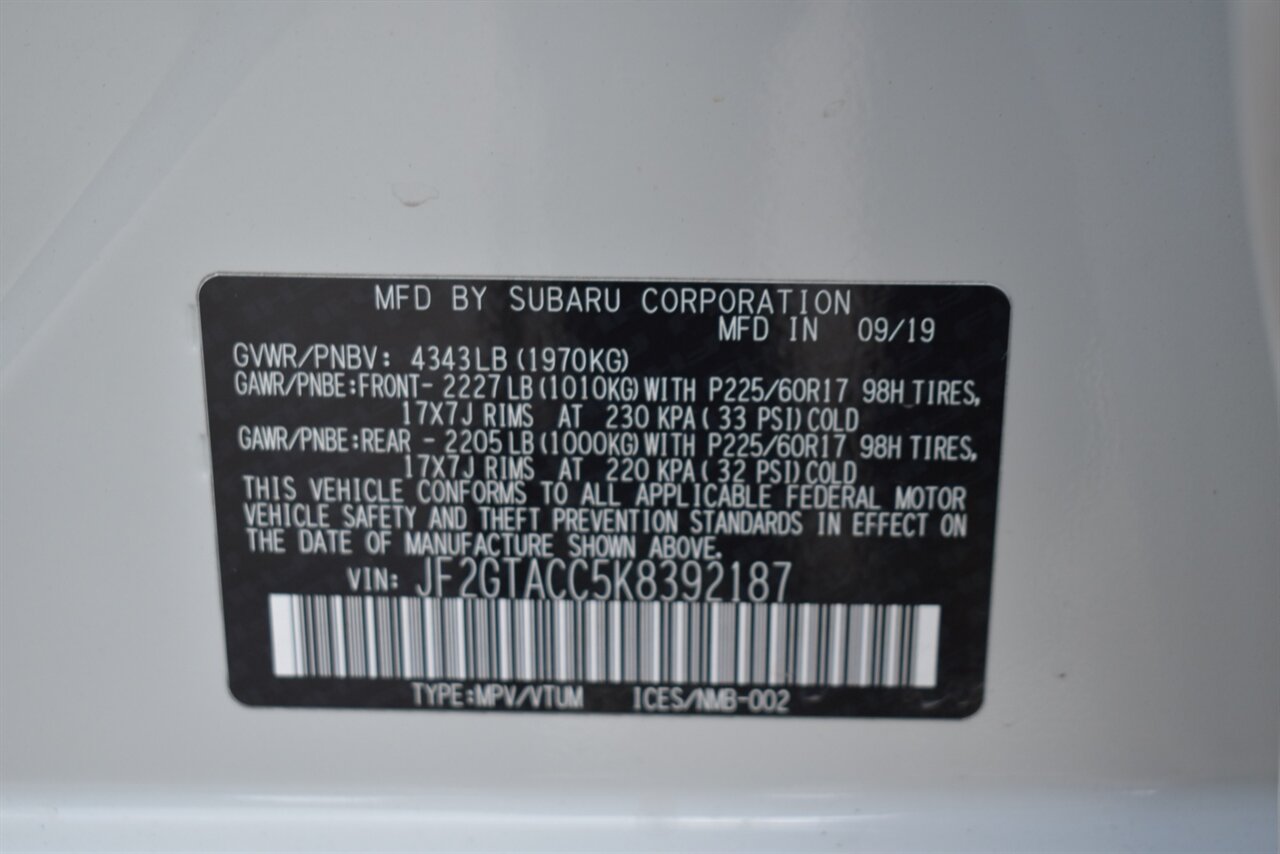 MFD BY SUBARU CORPORATION
MFD IN 09/19
GVWR/PNBV: 4343LB (1970KG)
GAWR/PNBE:FRONT- 2227LB (1010KG) WITH P225/60R17 98H TIRES,
17X7J RIMS AT 230 KPA( 33 PSI)COLD
GAWR/PNBE:REAR - 2205LB (1000KG) WITH P225/60R17 98H TIRES,
17X7J RIMS AT 220 KPA( 32 PSI)COLD
THIS VEHICLE CONFORMS TO ALL APPLICABLE FEDERAL MOTOR
VEHICLE SAFETY AND THEFT PREVENTION STANDARDS IN EFFECT ON
THE DATE OF MANUFACTURE SHOWN ABOVE.
VIN: JF2GTACC5K8392187
TYPE:MPV/VTUM ICES/NMB-002